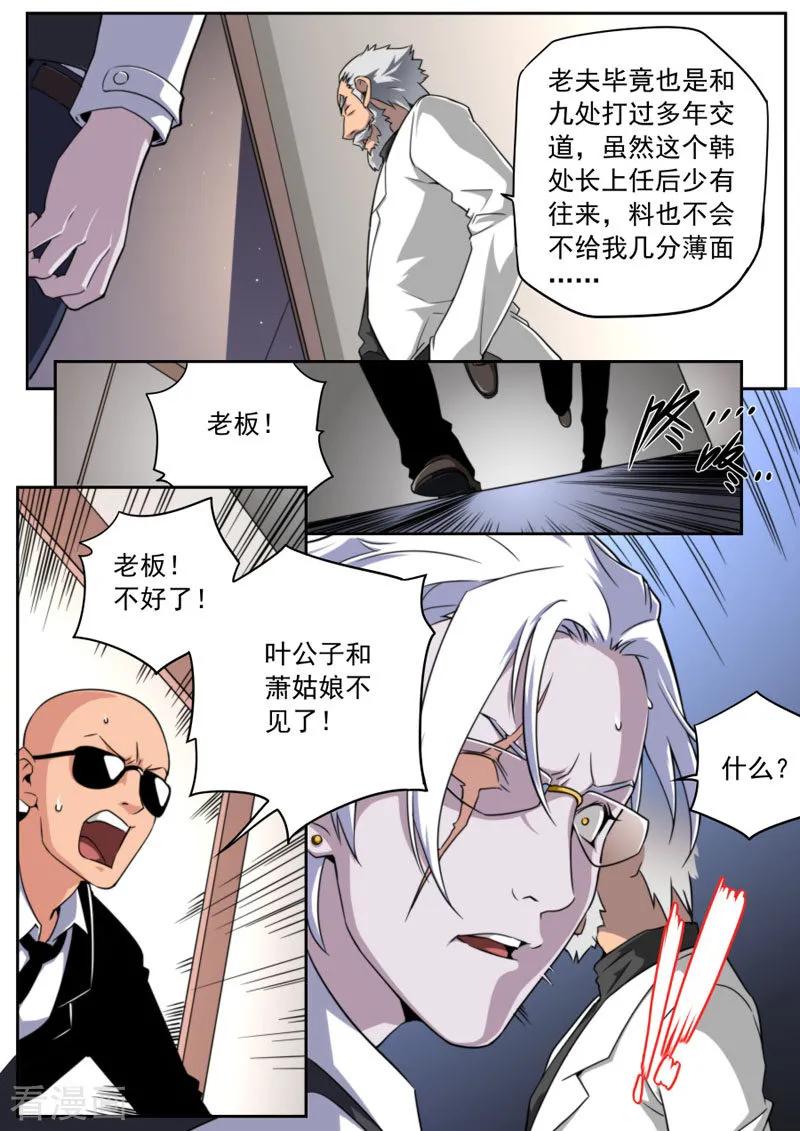 老夫毕竟也是和
九处打过多年交
道，虽然这个韩
处长上任后少有
往来，料也不会
不给我几分薄面
……
老板！
咚……
咚…
老板！
不好了！
叶公子和
萧姑娘不
见了！
什么？
!!
看漫画